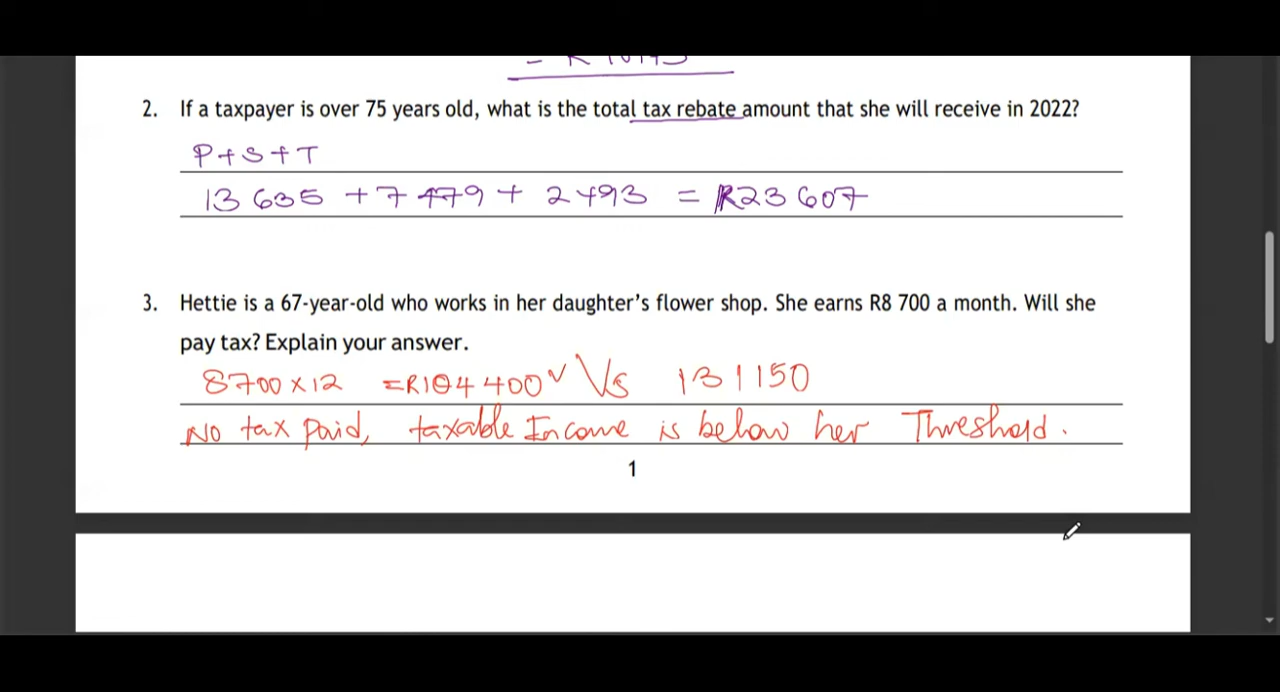 2. If a taxpayer is over 75 years old, what is the total tax rebate amount that she will receive in 2022?
P + S + T
13 635 + 7 479 + 2 493 = R23 607
3. Hettie is a 67-year-old who works in her daughter's flower shop. She earns R8 700 a month. Will she
pay tax? Explain your answer.
8700 x 12 = R104 400 ✓ Vs 131150
No tax paid, taxable Income is below her Threshold.
1